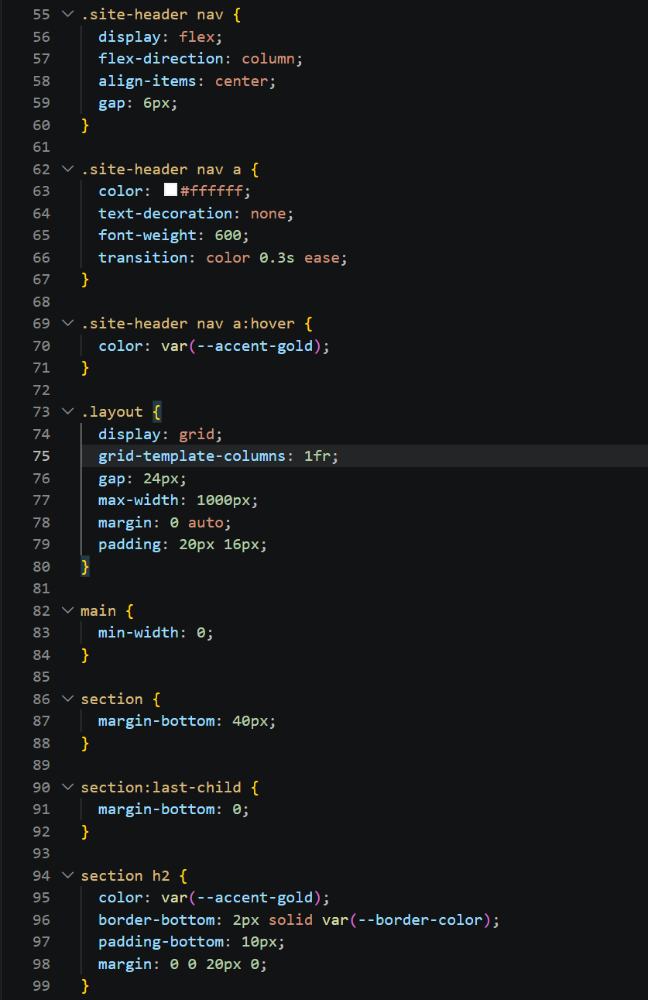 55 .site-header nav {
56   display: flex;
57   flex-direction: column;
58   align-items: center;
59   gap: 6px;
60 }
61
62 .site-header nav a {
63   color: #ffffff;
64   text-decoration: none;
65   font-weight: 600;
66   transition: color 0.3s ease;
67 }
68
69 .site-header nav a:hover {
70   color: var(--accent-gold);
71 }
72
73 .layout {
74   display: grid;
75   grid-template-columns: 1fr;
76   gap: 24px;
77   max-width: 1000px;
78   margin: 0 auto;
79   padding: 20px 16px;
80 }
81
82 main {
83   min-width: 0;
84 }
85
86 section {
87   margin-bottom: 40px;
88 }
89
90 section:last-child {
91   margin-bottom: 0;
92 }
93
94 section h2 {
95   color: var(--accent-gold);
96   border-bottom: 2px solid var(--border-color);
97   padding-bottom: 10px;
98   margin: 0 0 20px 0;
99 }